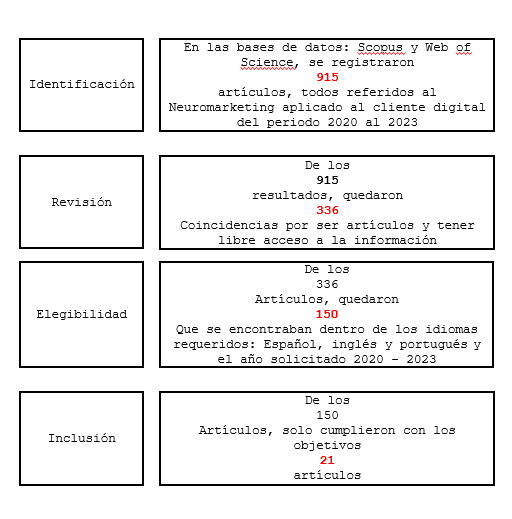 Identificación
En las bases de datos: Scopus y Web of
Science, se registraron
915
artículos, todos referidos al
Neuromarketing aplicado al cliente digital
del periodo 2020 al 2023
Revisión
De los
915
resultados, quedaron
336
Coincidencias por ser artículos y tener
libre acceso a la información
Elegibilidad
De los
336
Artículos, quedaron
150
Que se encontraban dentro de los idiomas
requeridos: Español, inglés y portugués y
el año solicitado 2020 – 2023
Inclusión
De los
150
Artículos, solo cumplieron con los
objetivos
21
artículos